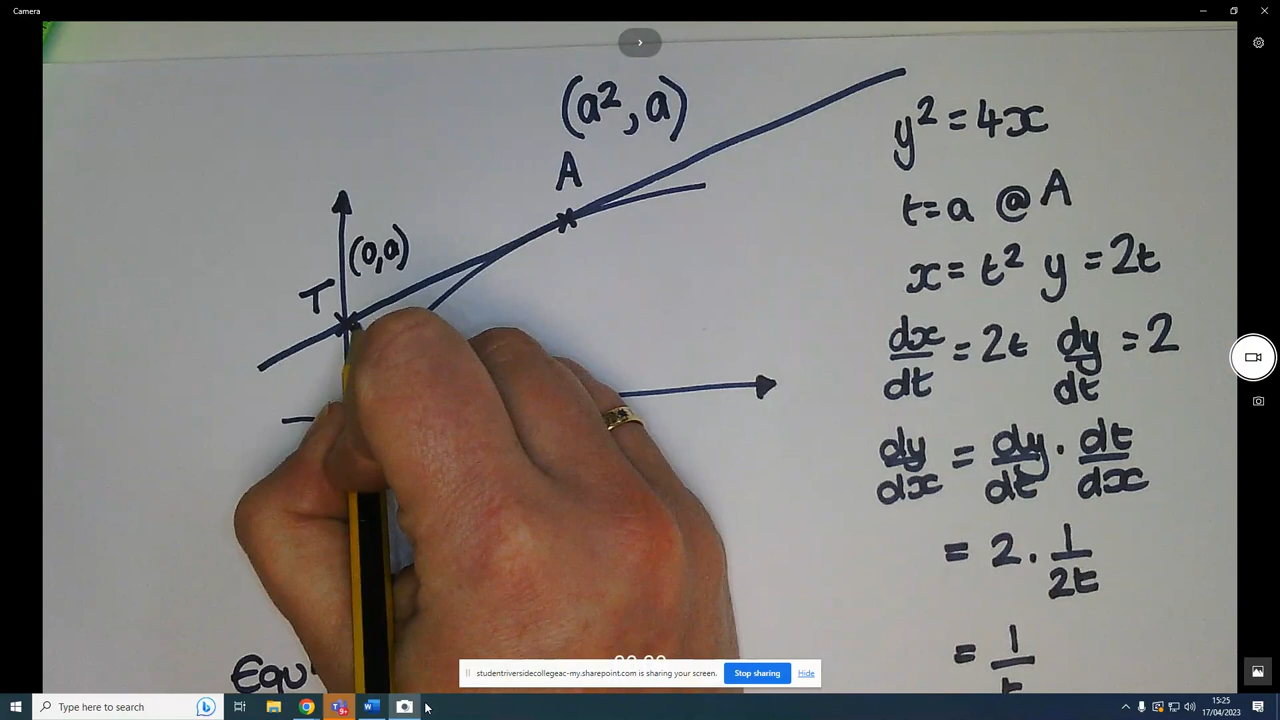 Camera
(a², a)
A
(0,a)
T
y² = 4x
t=a @ A
x = t² y = 2t
dx/dt = 2t dy/dt = 2
dy/dx = dy/dt · dt/dx
= 2 · 1/2t
= 1/t
studentriversidecollegeac-my.sharepoint.com is sharing your screen.
Stop sharing
Hide
Type here to search
15:25
17/04/2023